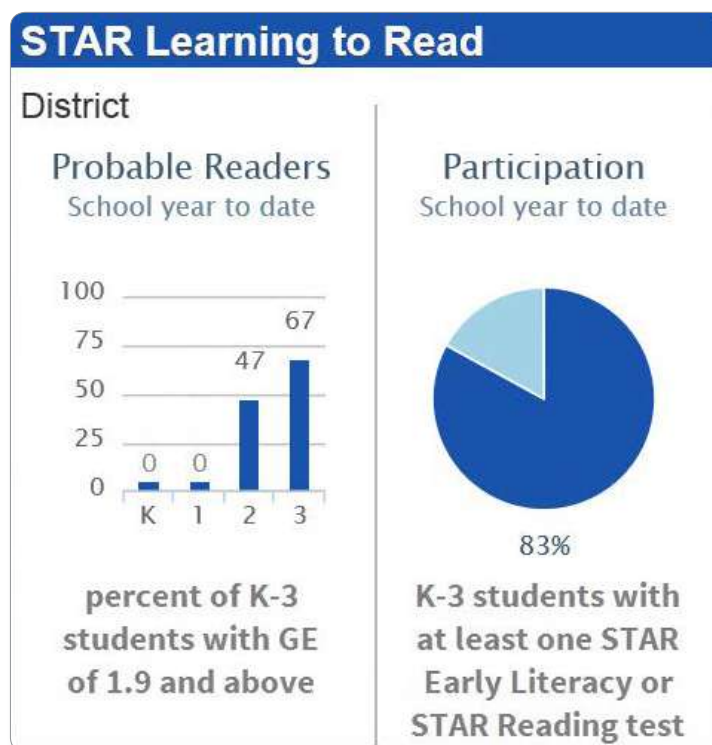 STAR Learning to Read
District
Probable Readers
School year to date
100
75
50
25
0
0
0
47
67
K
1
2
3
percent of K-3
students with GE
of 1.9 and above
Participation
School year to date
83%
K-3 students with
at least one STAR
Early Literacy or
STAR Reading test